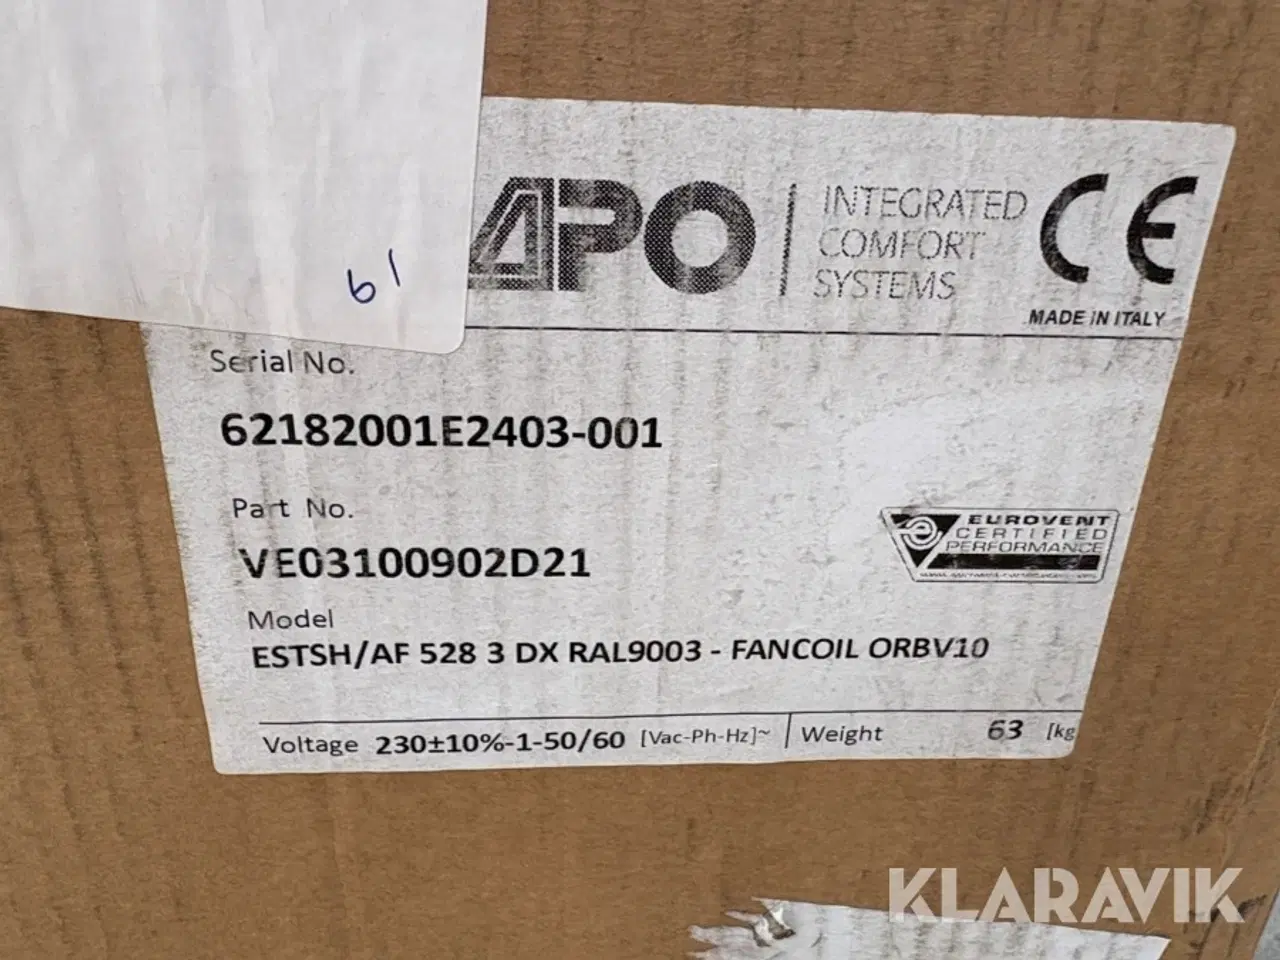 61
APO
INTEGRATED
COMFORT
SYSTEMS
CE
MADE IN ITALY
Serial No.
62182001E2403-001
Part No.
VE03100902D21
EUROVENT
CERTIFIED
PERFORMANCE
Model
ESTSH/AF 528 3 DX RAL9003 - FANCOIL ORBV10
Voltage 230±10%-1-50/60 [Vac-Ph-Hz]~ Weight 63 [kg
KLARAVIK